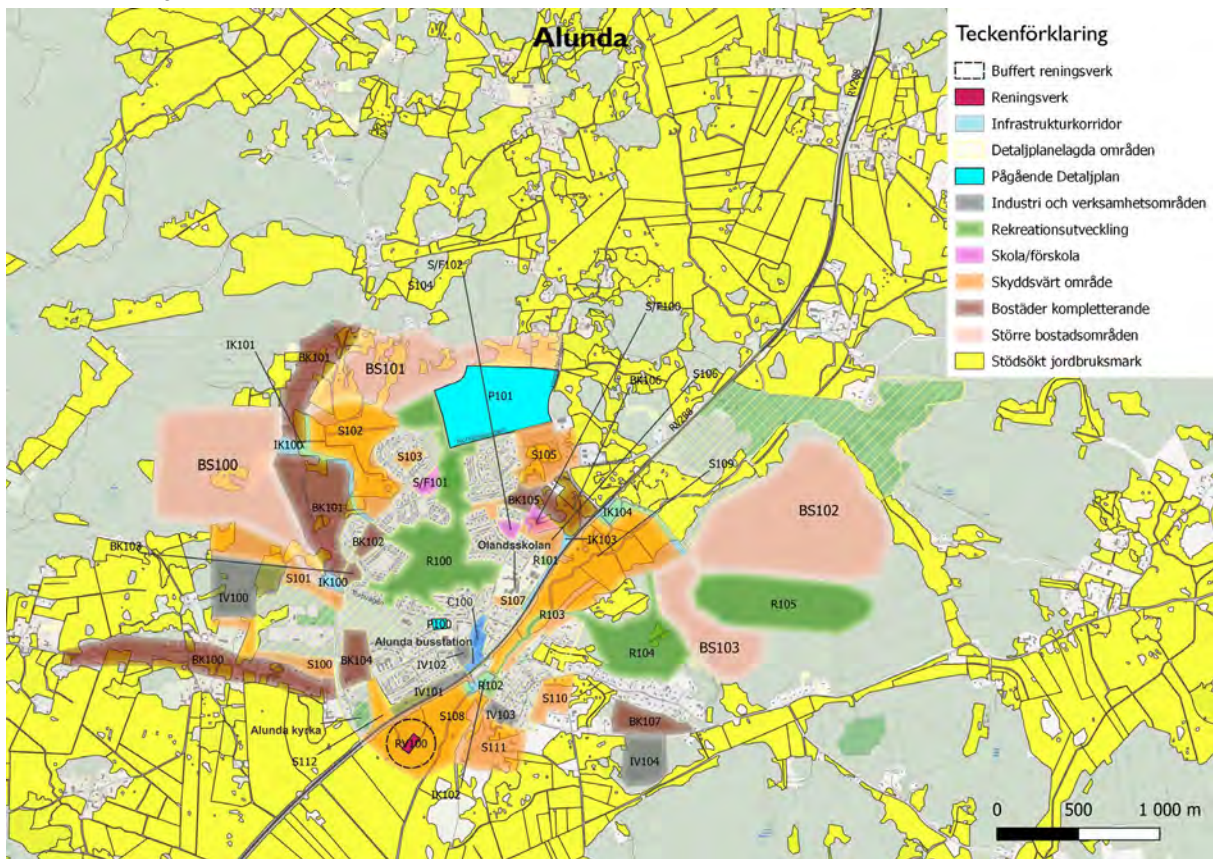 Alunda
Teckenförklaring
Buffert reningsverk
Reningsverk
Infrastrukturkorridor
Detaljplanelagda områden
Pågående Detaljplan
Industri och verksamhetsområden
Rekreationsutveckling
Skola/förskola
Skyddsvärt område
Bostäder kompletterande
Större bostadsområden
Stödsökt jordbruksmark
RV288
S/F102
S104
S/F100
IK101
BK101
BS101
P101
BK106
S106
RV288
S102
IK100
S103
S105
S109
BS100
S/F101
BK105
BK101
IK104
BS102
BK102
Olandsskolan
IK103
BK103
R100
R101
S101
IK100
IV100
C100
S107
R103
R105
P100
Alunda busstation
BK100
S100
BK104
IV102
R104
BS103
IV101
R102
S110
Alunda kyrka
S108
IV103
BK107
RV100
S111
S112
IV104
IK102
0 500 1 000 m